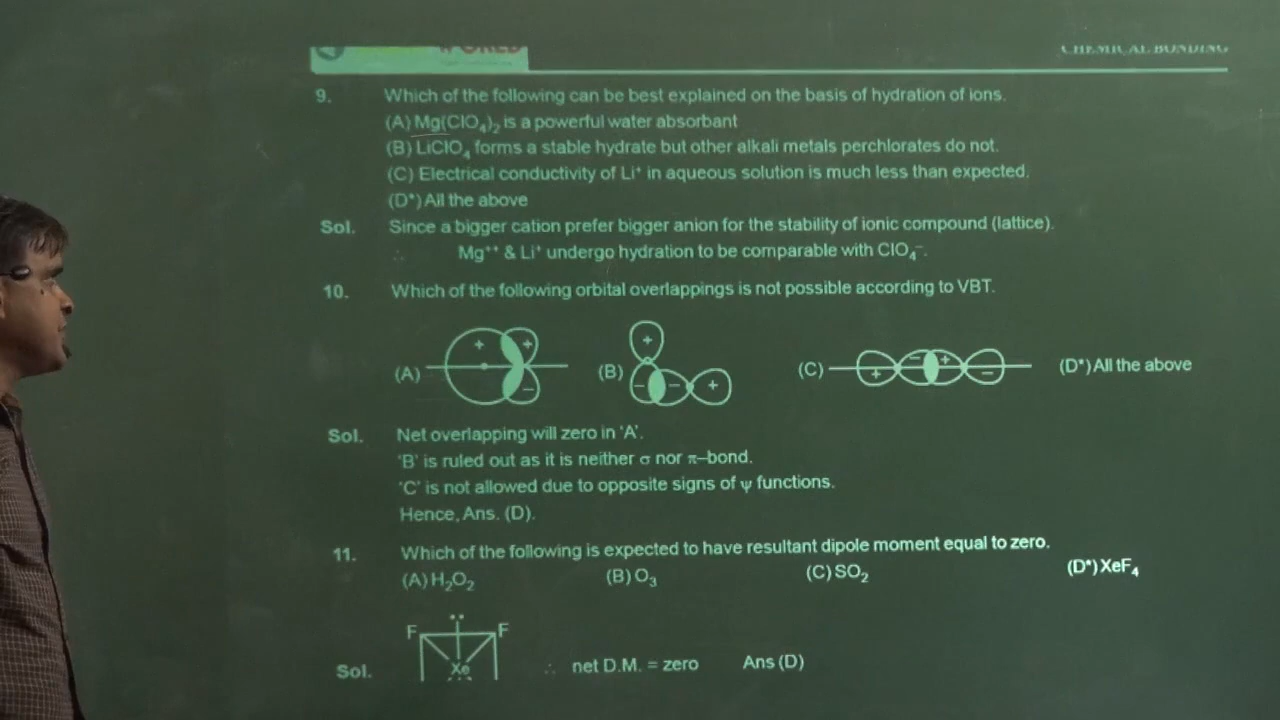 CHEMICAL BONDING
9. Which of the following can be best explained on the basis of hydration of ions.
(A) Mg(ClO₄)₂ is a powerful water absorbant
(B) LiClO₄ forms a stable hydrate but other alkali metals perchlorates do not.
(C) Electrical conductivity of Li⁺ in aqueous solution is much less than expected.
(D*) All the above
Sol. Since a bigger cation prefer bigger anion for the stability of ionic compound (lattice).
∴ Mg⁺⁺ & Li⁺ undergo hydration to be comparable with ClO₄⁻.
10. Which of the following orbital overlappings is not possible according to VBT.
(A) + + − (B) + − − + (C) + − + − (D*) All the above
Sol. Net overlapping will zero in 'A'.
'B' is ruled out as it is neither σ nor π–bond.
'C' is not allowed due to opposite signs of ψ functions.
Hence, Ans. (D).
11. Which of the following is expected to have resultant dipole moment equal to zero.
(A) H₂O₂ (B) O₃ (C) SO₂ (D*) XeF₄
F F
Sol. Xe ∴ net D.M. = zero Ans (D)